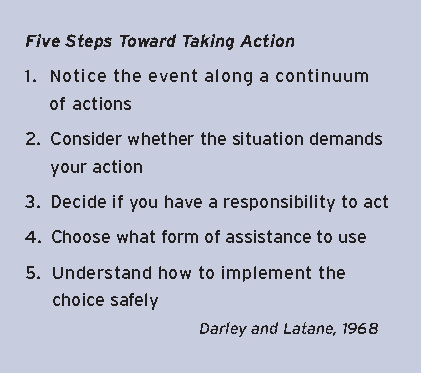 Five Steps Toward Taking Action
1. Notice the event along a continuum
of actions
2. Consider whether the situation demands
your action
3. Decide if you have a responsibility to act
4. Choose what form of assistance to use
5. Understand how to implement the
choice safely
Darley and Latane, 1968